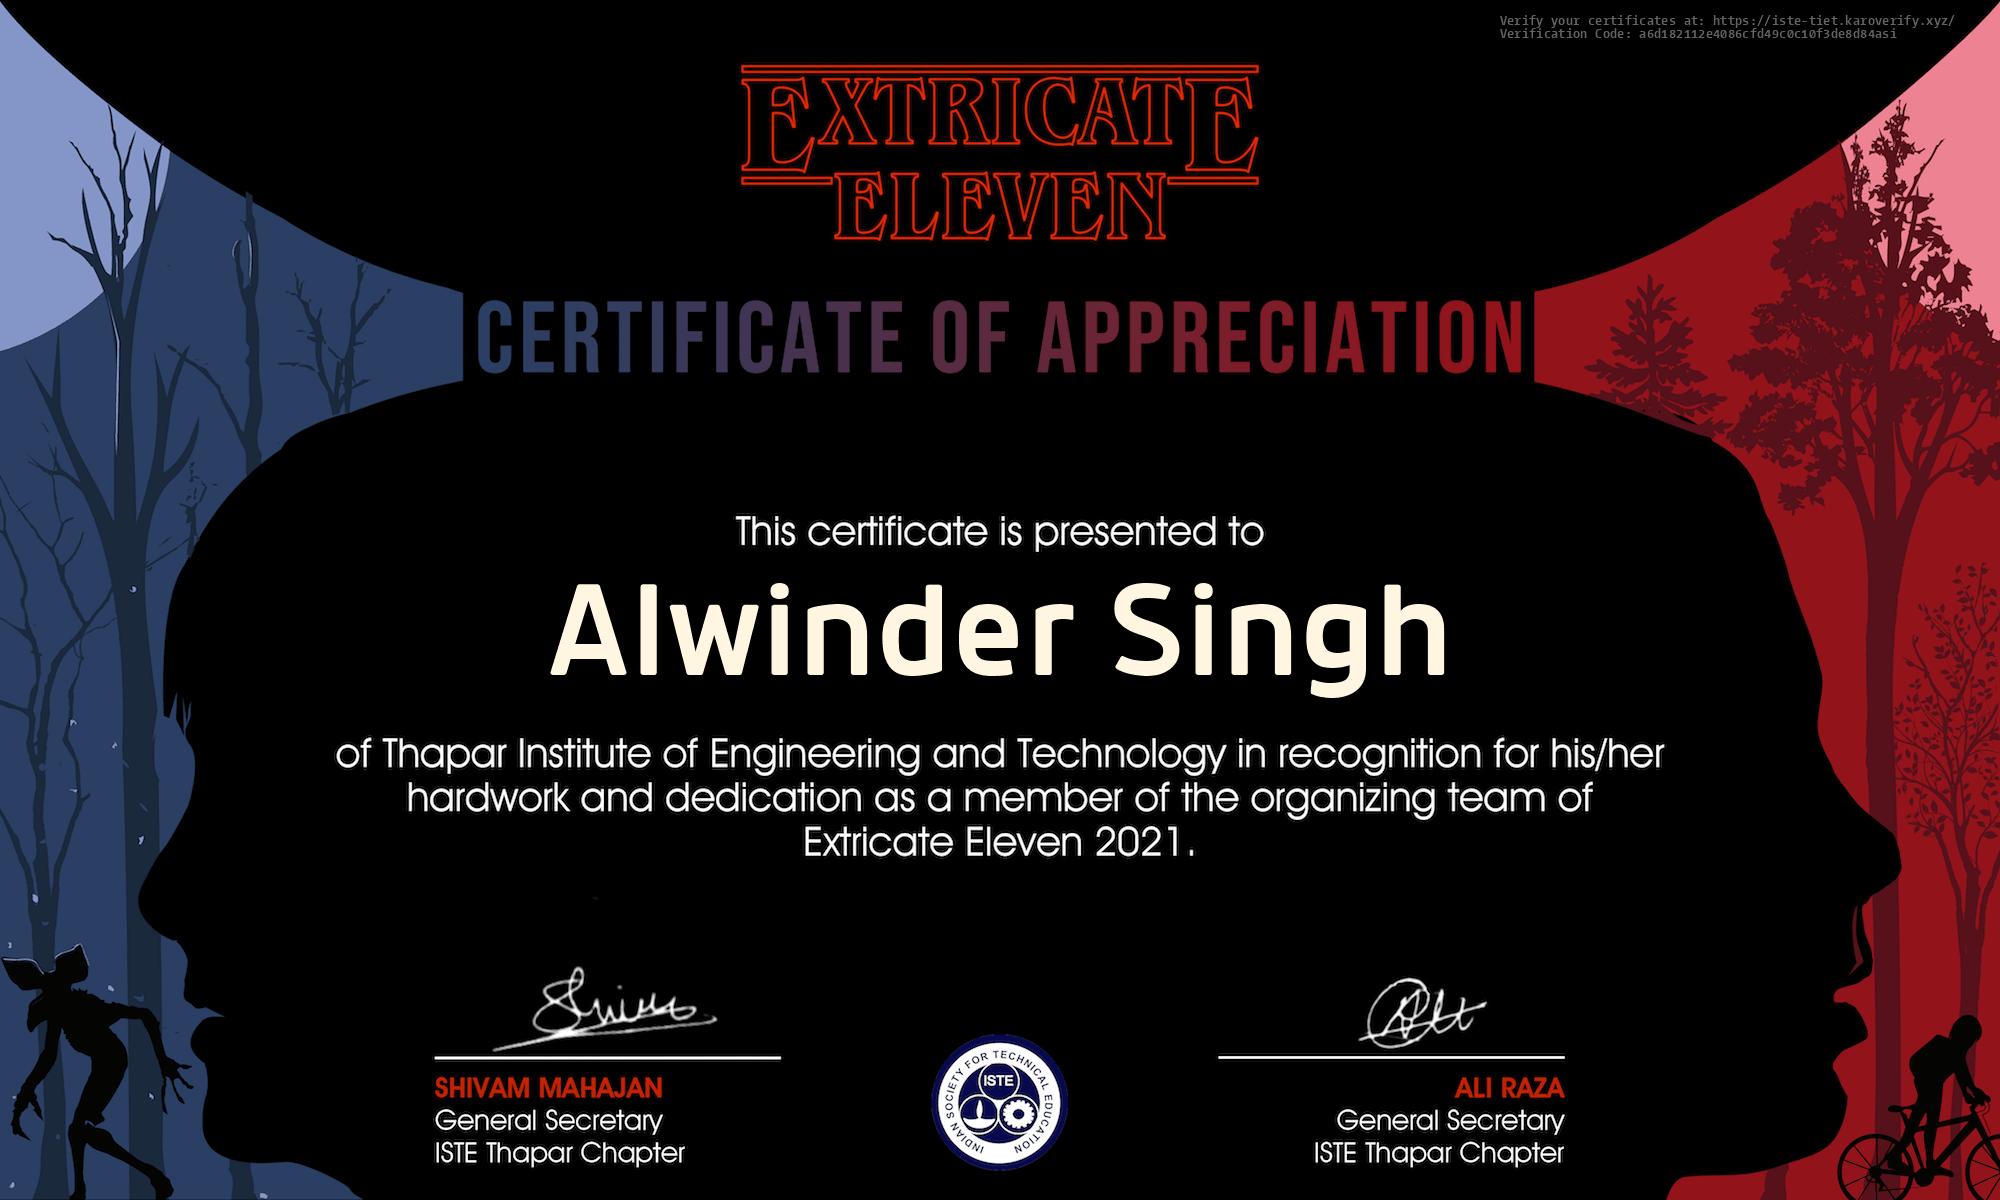 Verify your certificates at: https://iste-tiet.karoverify.xyz/
Verification Code: a6d182112e4086cfd49c0c10f3de8d84asi
EXTRICATE
ELEVEN
CERTIFICATE OF APPRECIATION
This certificate is presented to
Alwinder Singh
of Thapar Institute of Engineering and Technology in recognition for his/her
hardwork and dedication as a member of the organizing team of
Extricate Eleven 2021.
SHIVAM MAHAJAN
General Secretary
ISTE Thapar Chapter
INDIAN SOCIETY FOR TECHNICAL EDUCATION
ISTE
ALI RAZA
General Secretary
ISTE Thapar Chapter